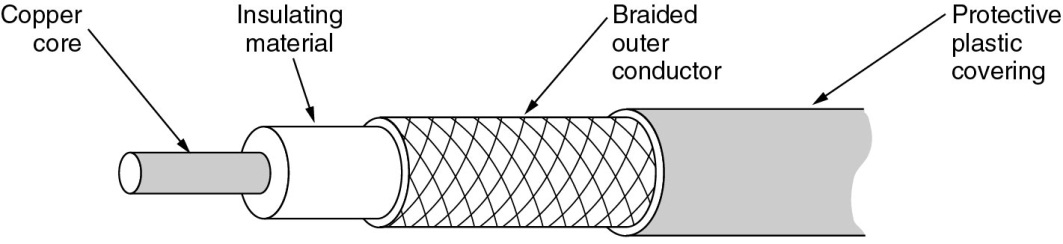 Copper
core
Insulating
material
Braided
outer
conductor
Protective
plastic
covering